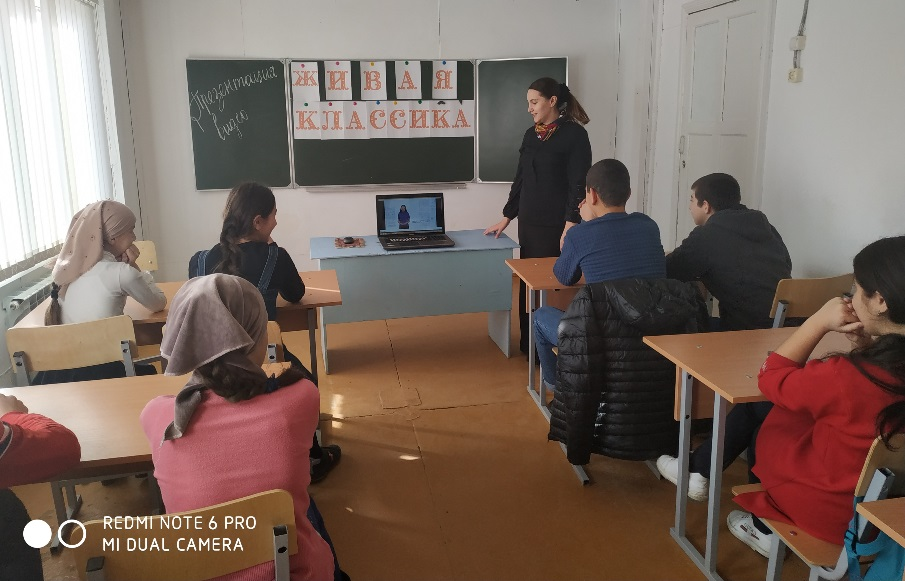 Презентация
видео
ЖИВАЯ
КЛАССИКА
REDMI NOTE 6 PRO
MI DUAL CAMERA